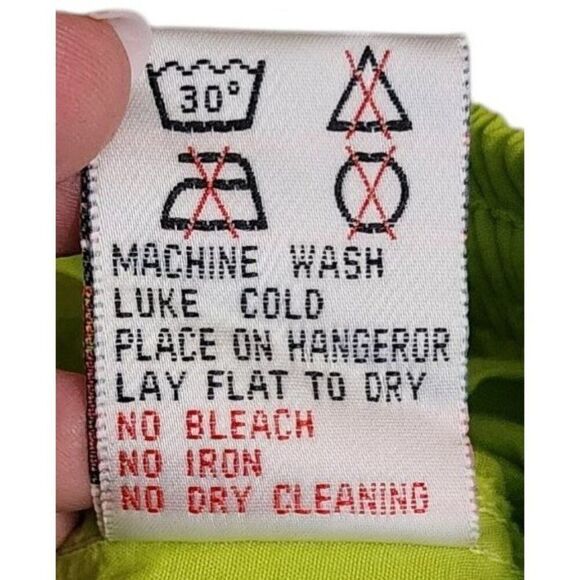 30°
MACHINE WASH
LUKE COLD
PLACE ON HANGEROR
LAY FLAT TO DRY
NO BLEACH
NO IRON
NO DRY CLEANING